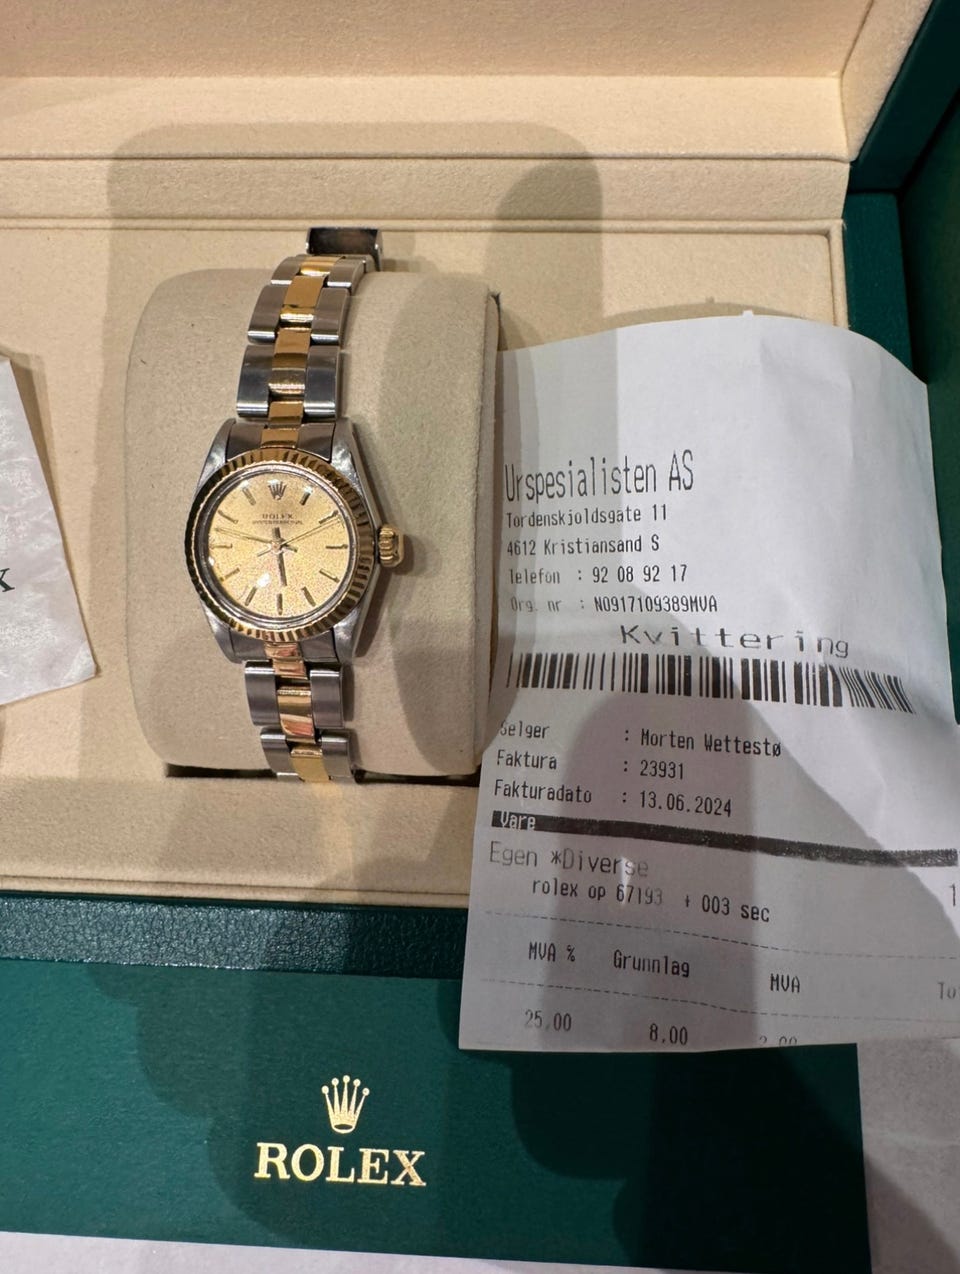 ROLEX
Urspesialisten AS
Tordenskjoldsgate 11
4612 Kristiansand S
Telefon : 92 08 92 17
Org. nr : NO917109389MVA
Kvittering
Selger : Morten Wettestø
Faktura : 23931
Fakturadato : 13.06.2024
Vare
Egen *Diverse
rolex op 67193 + 003 sec
MVA % Grunnlag MVA
25,00 8,00
ROLEX